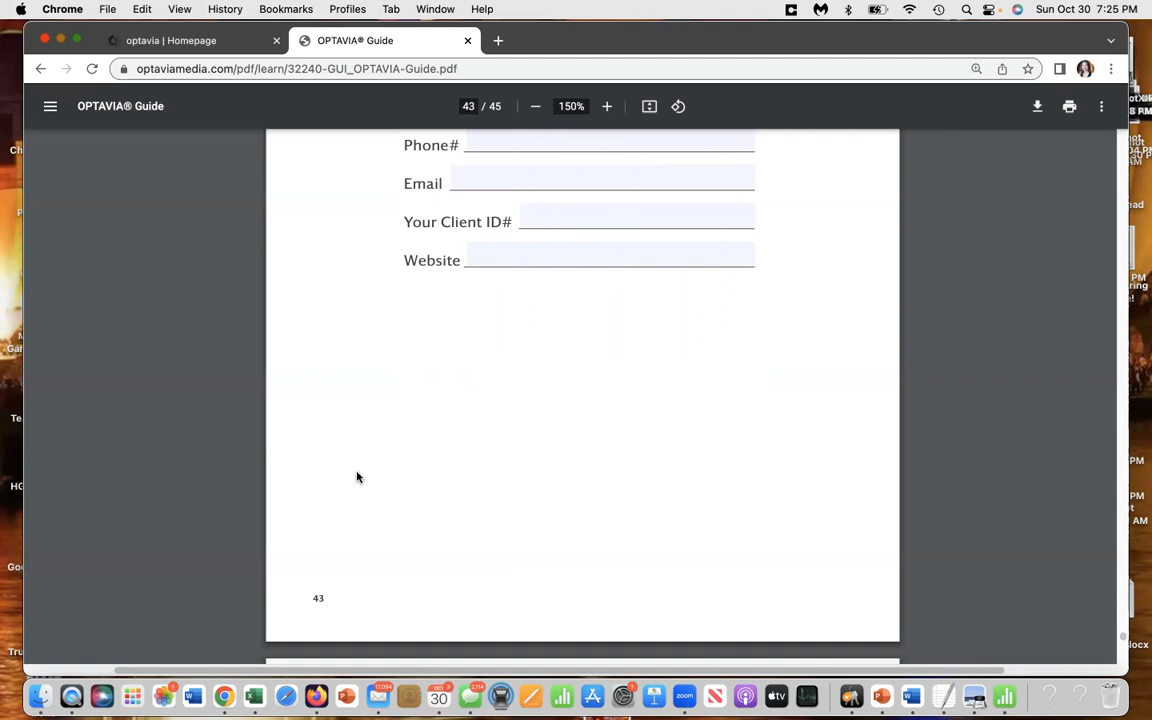 Chrome File Edit View History Bookmarks Profiles Tab Window Help Sun Oct 30 7:25 PM
optavia | Homepage OPTAVIA® Guide
optaviamedia.com/pdf/learn/32240-GUI_OPTAVIA-Guide.pdf
OPTAVIA® Guide 43 / 45 150%
Phone#
Email
Your Client ID#
Website
43